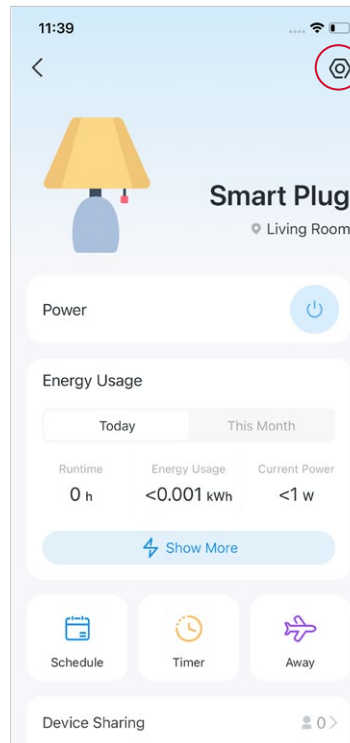 11:39
Smart Plug
Living Room
Power
Energy Usage
Today This Month
Runtime Energy Usage Current Power
0 h <0.001 kWh <1 w
Show More
Schedule Timer Away
Device Sharing 0